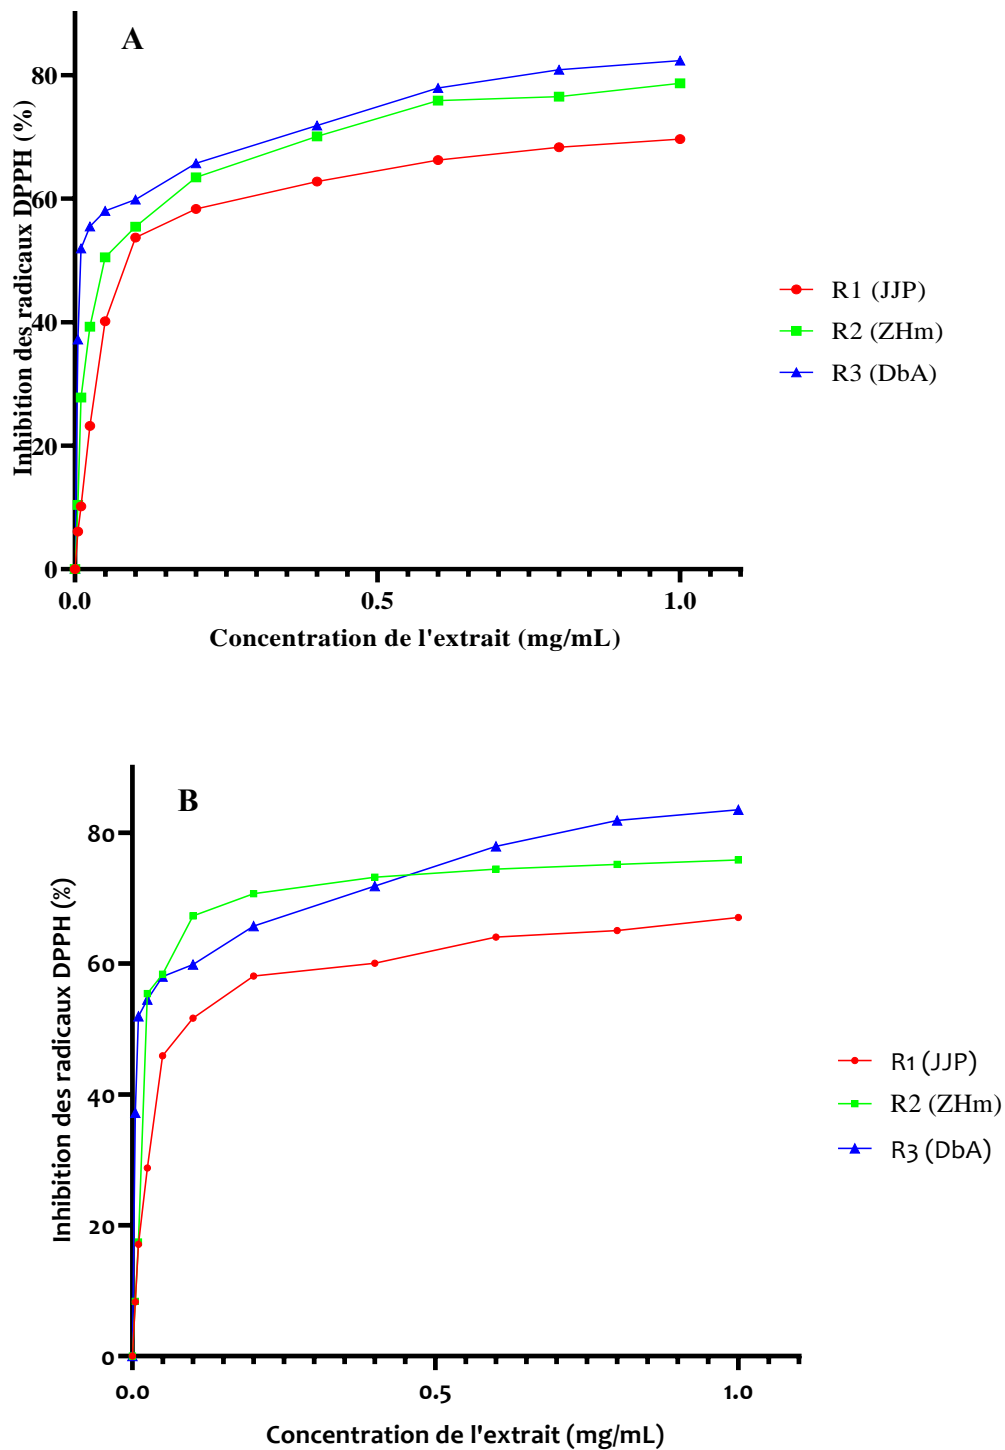 A
Inhibition des radicaux DPPH (%)
80
60
40
20
0
0.0
0.5
1.0
Concentration de l'extrait (mg/mL)
R1 (JJP)
R2 (ZHm)
R3 (DbA)
B
Inhibition des radicaux DPPH (%)
80
60
40
20
0
0.0
0.5
1.0
Concentration de l'extrait (mg/mL)
R1 (JJP)
R2 (ZHm)
R3 (DbA)